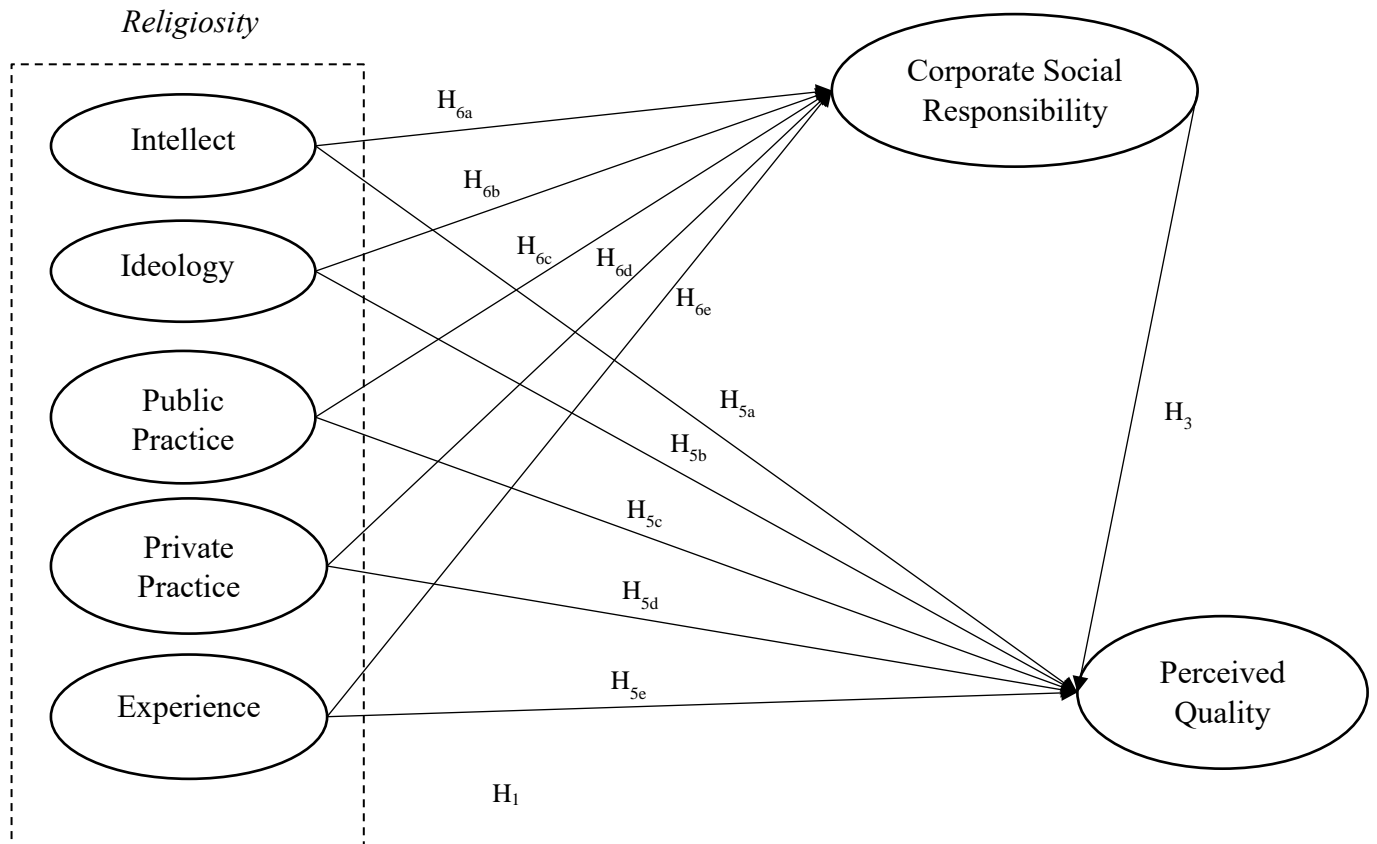 Religiosity
Corporate Social
Responsibility
H6a
Intellect
H6b
H6c
H6d
Ideology
H6e
Public
Practice
H5a
H3
H5b
H5c
Private
Practice
H5d
Experience
H5e
Perceived
Quality
H1